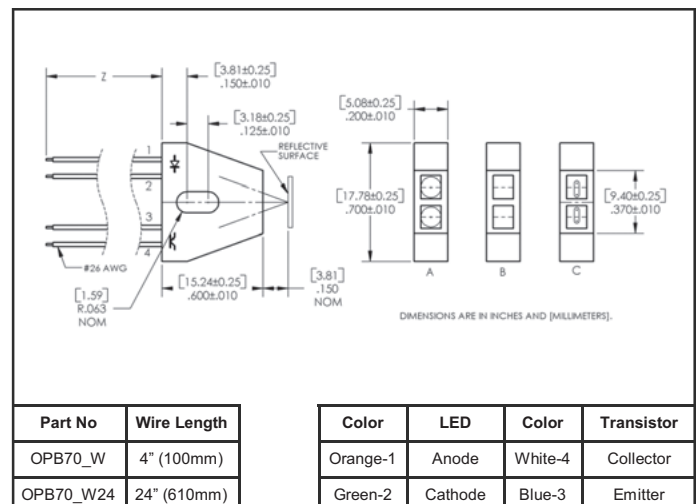 Z
[3.81±0.25]
.150±.010
[3.18±0.25]
.125±.010
REFLECTIVE
SURFACE
1
2
3
4
#26 AWG
[1.59]
R.063
NOM
[15.24±0.25]
.600±.010
[3.81]
.150
NOM
[5.08±0.25]
.200±.010
[17.78±0.25]
.700±.010
[9.40±0.25]
.370±.010
A
B
C
DIMENSIONS ARE IN INCHES AND [MILLIMETERS].
Part No Wire Length
OPB70_W 4” (100mm)
OPB70_W24 24” (610mm)
Color LED Color Transistor
Orange-1 Anode White-4 Collector
Green-2 Cathode Blue-3 Emitter